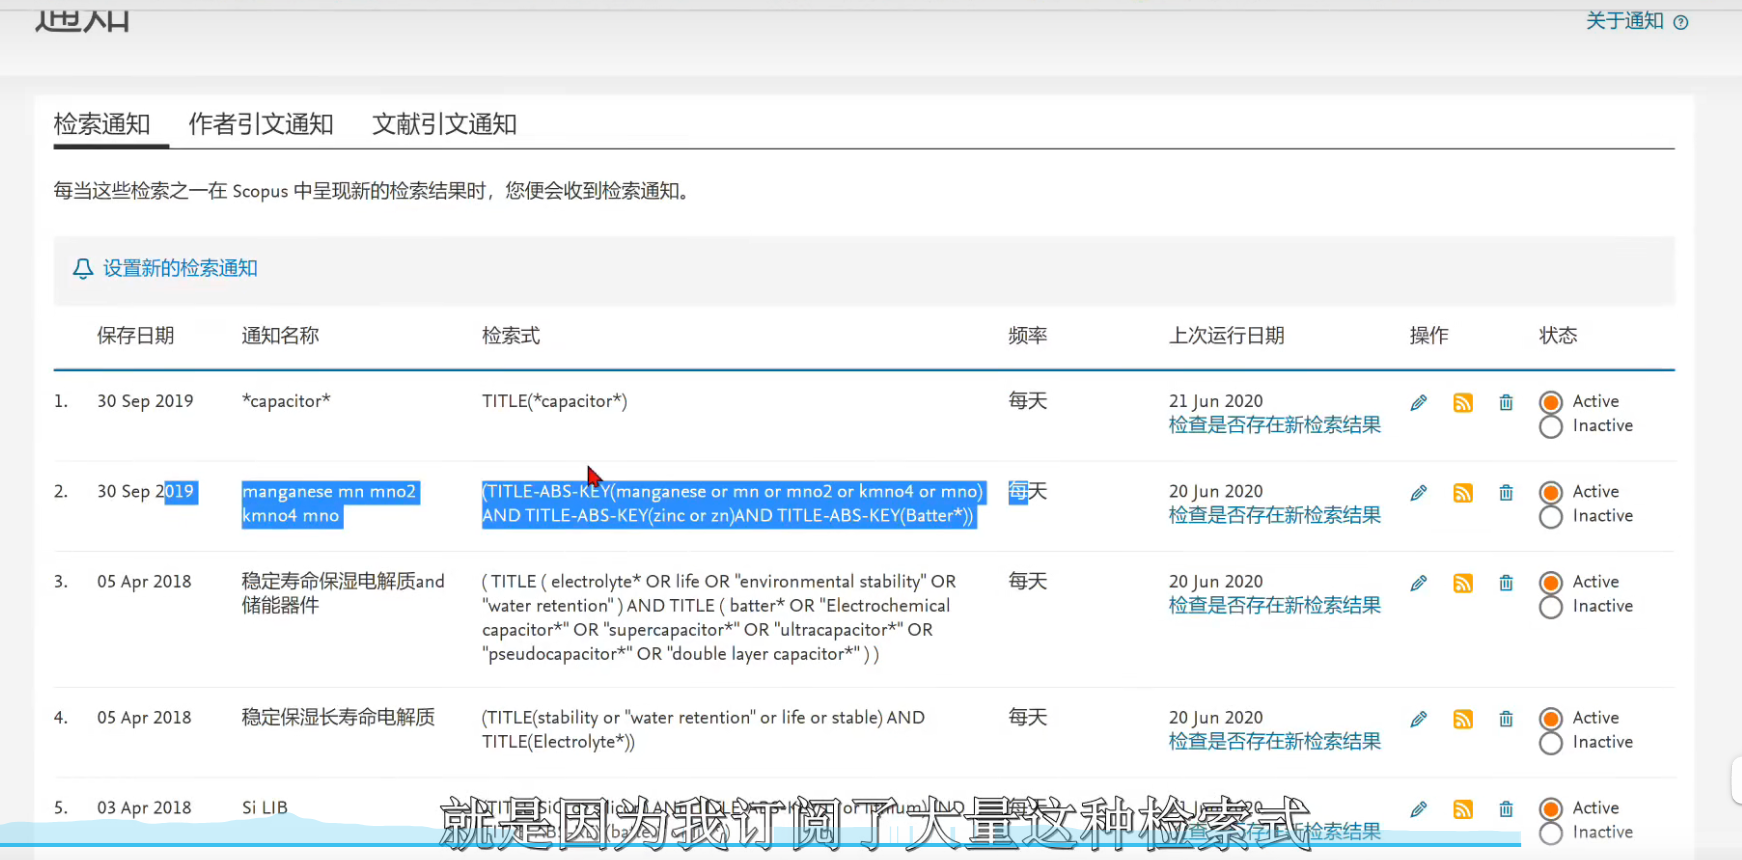 通知
关于通知
检索通知 作者引文通知 文献引文通知
每当这些检索之一在 Scopus 中呈现新的检索结果时，您便会收到检索通知。
设置新的检索通知
保存日期 通知名称 检索式 频率 上次运行日期 操作 状态
1. 30 Sep 2019 *capacitor* TITLE(*capacitor*) 每天 21 Jun 2020 Active
检查是否存在新检索结果 Inactive
2. 30 Sep 2019 manganese mn mno2 (TITLE-ABS-KEY(manganese or mn or mno2 or kmno4 or mno) 每天 20 Jun 2020 Active
kmno4 mno AND TITLE-ABS-KEY(zinc or zn)AND TITLE-ABS-KEY(Batter*)) 检查是否存在新检索结果 Inactive
3. 05 Apr 2018 稳定寿命保湿电解质and ( TITLE ( electrolyte* OR life OR "environmental stability" OR 每天 20 Jun 2020 Active
储能器件 "water retention" ) AND TITLE ( batter* OR "Electrochemical 检查是否存在新检索结果 Inactive
capacitor*" OR "supercapacitor*" OR "ultracapacitor*" OR
"pseudocapacitor*" OR "double layer capacitor*" ) )
4. 05 Apr 2018 稳定保湿长寿命电解质 (TITLE(stability or "water retention" or life or stable) AND 每天 20 Jun 2020 Active
TITLE(Electrolyte*)) 检查是否存在新检索结果 Inactive
5. 03 Apr 2018 Si LIB Active
检索结果 Inactive
就是因为我订阅了大量这种检索式